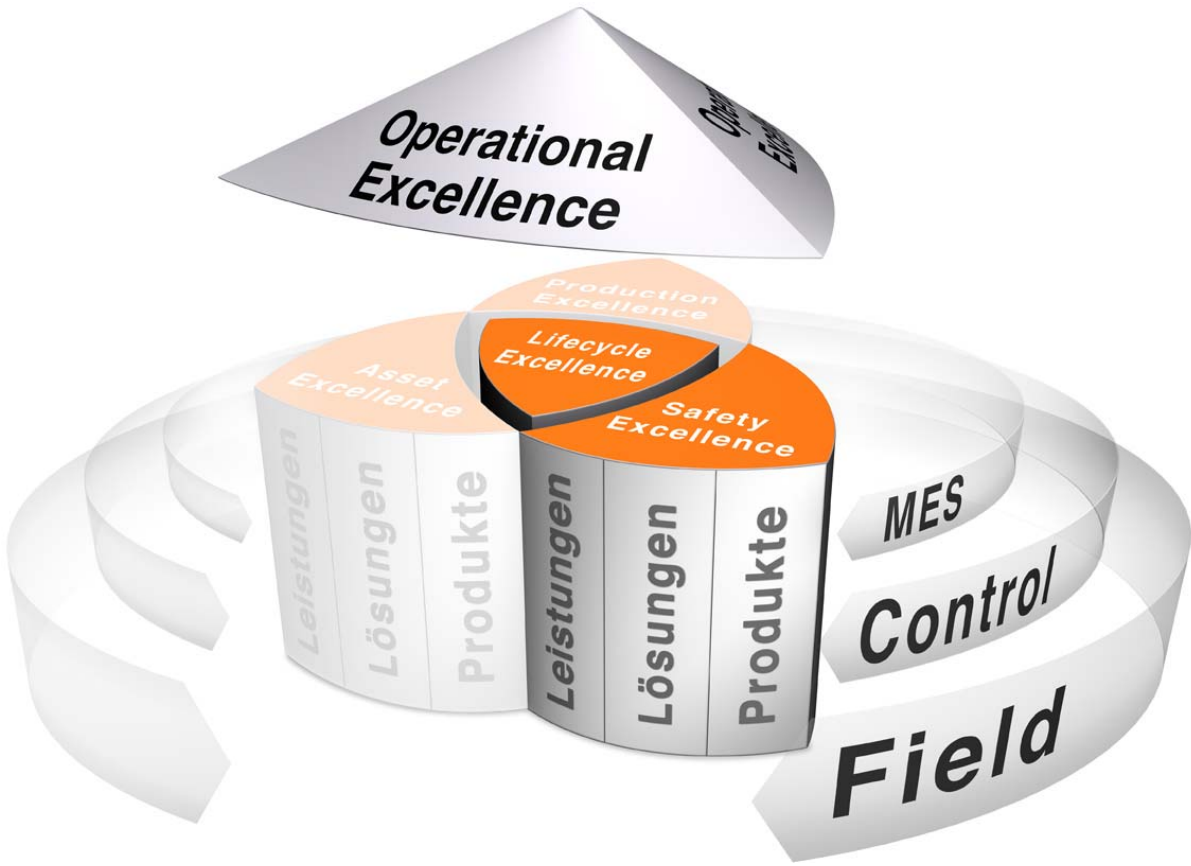 Operational
Excellence
Production
Excellence
Lifecycle
Excellence
Asset
Excellence
Safety
Excellence
Leistungen
Lösungen
Produkte
Leistungen
Lösungen
Produkte
MES
Control
Field